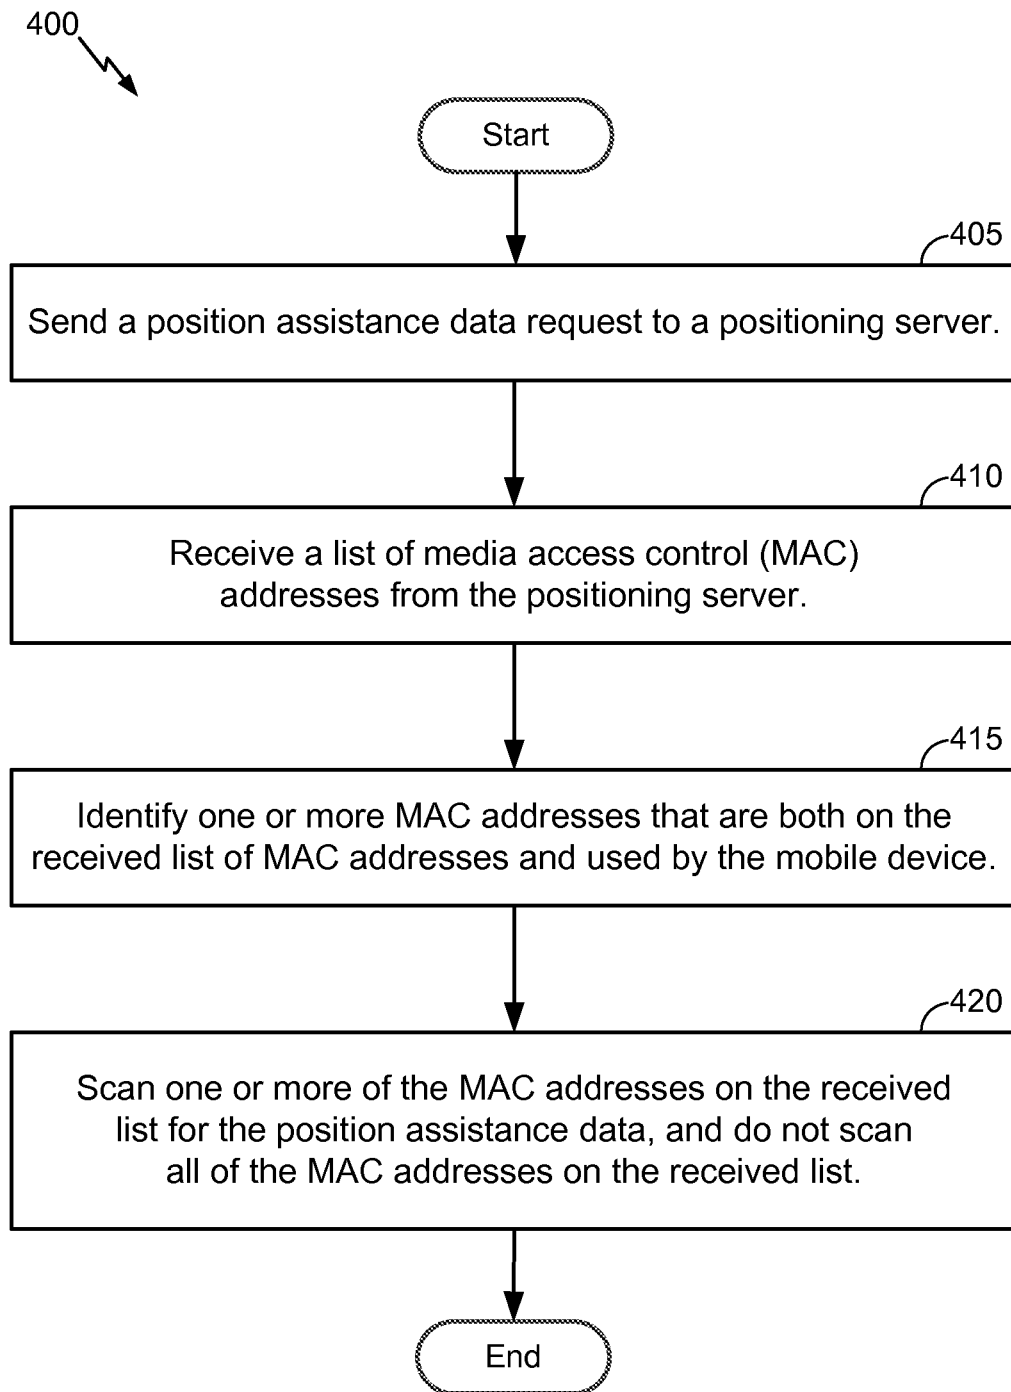 400
Start
405
Send a position assistance data request to a positioning server.
410
Receive a list of media access control (MAC)
addresses from the positioning server.
415
Identify one or more MAC addresses that are both on the
received list of MAC addresses and used by the mobile device.
420
Scan one or more of the MAC addresses on the received
list for the position assistance data, and do not scan
all of the MAC addresses on the received list.
End